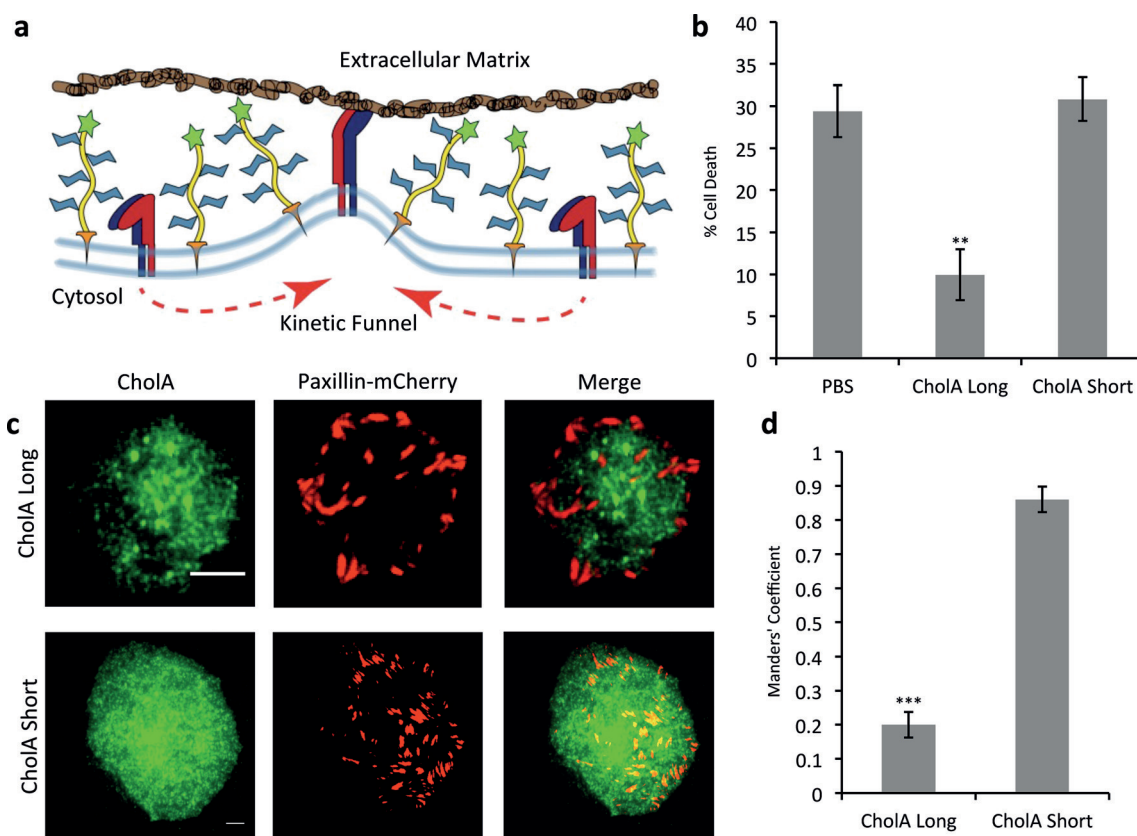 a
Extracellular Matrix
Cytosol
Kinetic Funnel
b
40
35
30
25
20
15
10
5
0
% Cell Death
**
PBS
CholA Long
CholA Short
c
CholA
Paxillin-mCherry
Merge
CholA Long
CholA Short
d
1
0.9
0.8
0.7
0.6
0.5
0.4
0.3
0.2
0.1
0
Manders' Coefficient
***
CholA Long
CholA Short